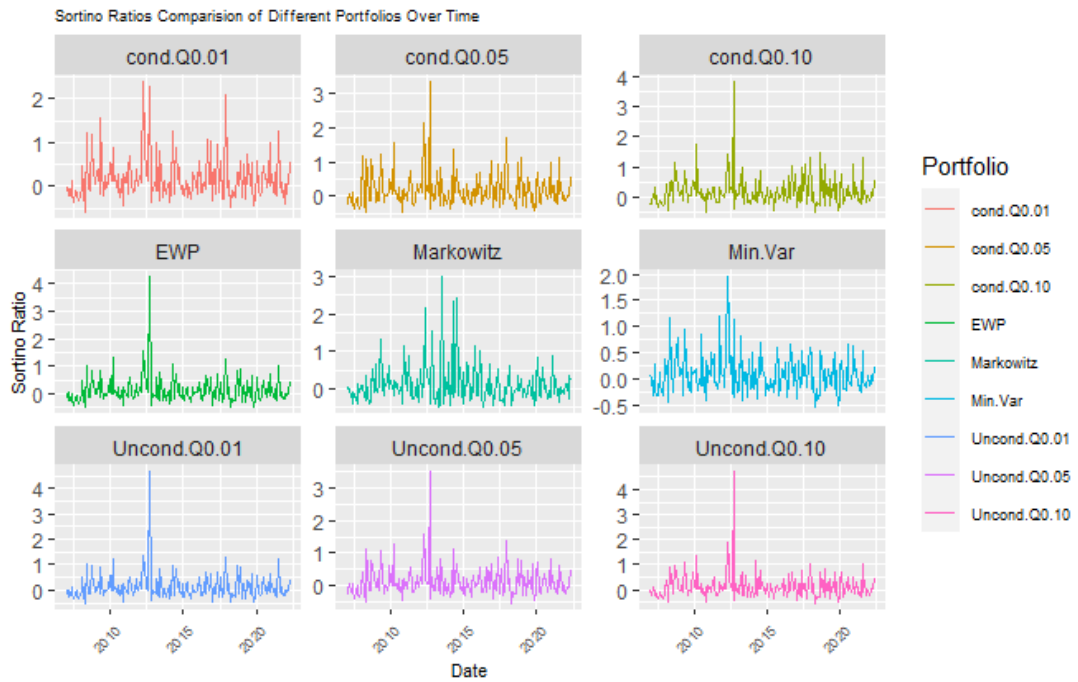 Sortino Ratios Comparision of Different Portfolios Over Time
cond.Q0.01
cond.Q0.05
cond.Q0.10
2
1
0
3
2
1
0
4
3
2
1
0
EWP
Markowitz
Min.Var
4
3
2
1
0
3
2
1
0
2.0
1.5
1.0
0.5
0.0
-0.5
Uncond.Q0.01
Uncond.Q0.05
Uncond.Q0.10
4
3
2
1
0
3
2
1
0
4
3
2
1
0
2010
2015
2020
2010
2015
2020
2010
2015
2020
Sortino Ratio
Date
Portfolio
cond.Q0.01
cond.Q0.05
cond.Q0.10
EWP
Markowitz
Min.Var
Uncond.Q0.01
Uncond.Q0.05
Uncond.Q0.10